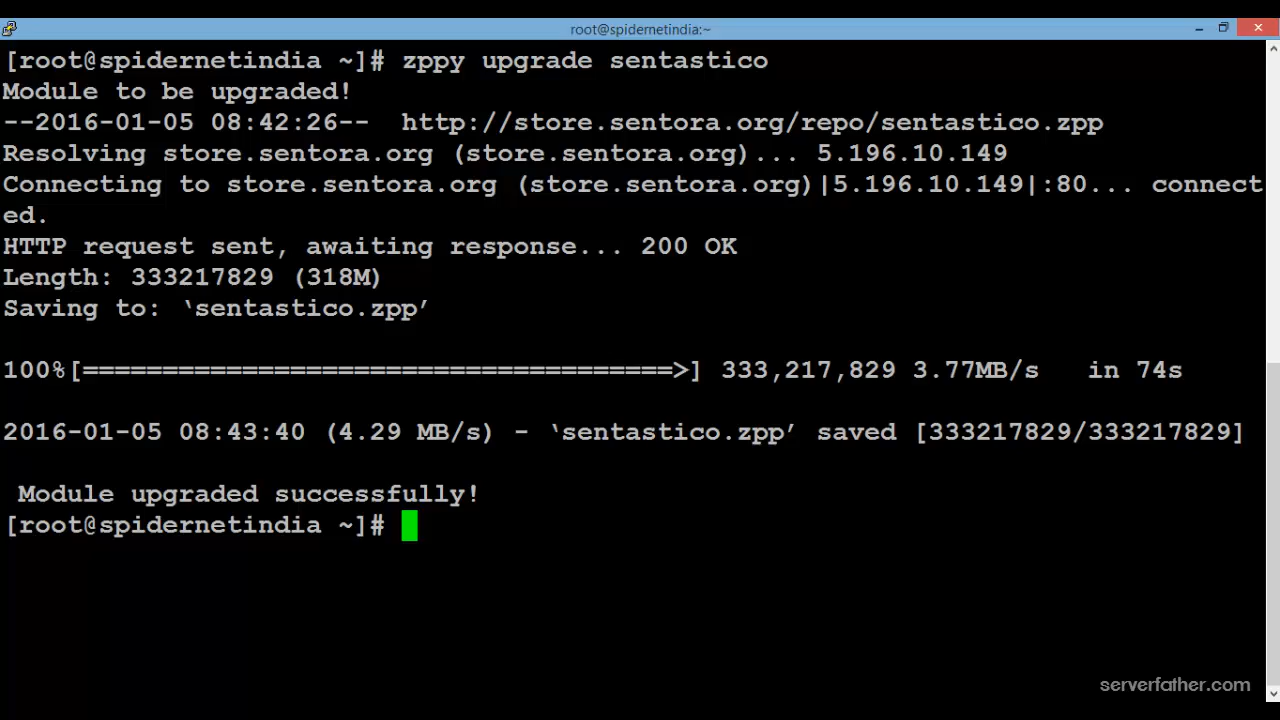 root@spidernetindia:~
[root@spidernetindia ~]# zppy upgrade sentastico
Module to be upgraded!
--2016-01-05 08:42:26--  http://store.sentora.org/repo/sentastico.zpp
Resolving store.sentora.org (store.sentora.org)... 5.196.10.149
Connecting to store.sentora.org (store.sentora.org)|5.196.10.149|:80... connect
ed.
HTTP request sent, awaiting response... 200 OK
Length: 333217829 (318M)
Saving to: ‘sentastico.zpp’
100%[=====================================>] 333,217,829 3.77MB/s   in 74s
2016-01-05 08:43:40 (4.29 MB/s) - ‘sentastico.zpp’ saved [333217829/333217829]
Module upgraded successfully!
[root@spidernetindia ~]#
serverfather.com